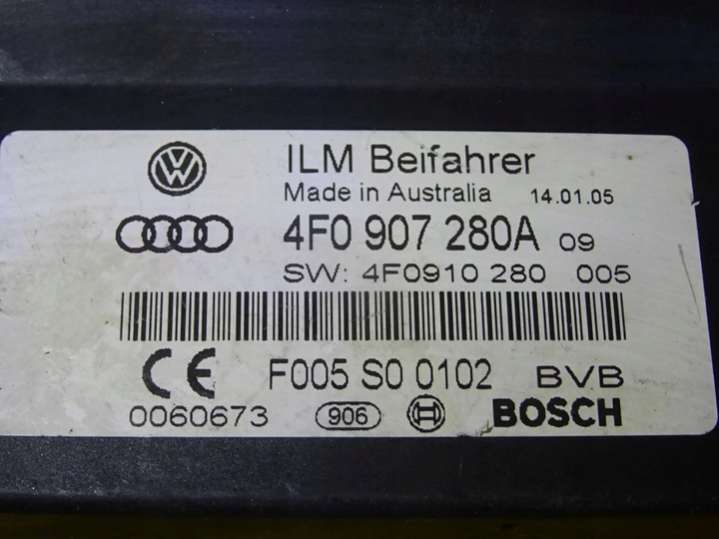 ILM Beifahrer
Made in Australia 14.01.05
4F0 907 280A 09
SW: 4F0910 280 005
CE F005 S0 0102 BVB
0060673 906 BOSCH